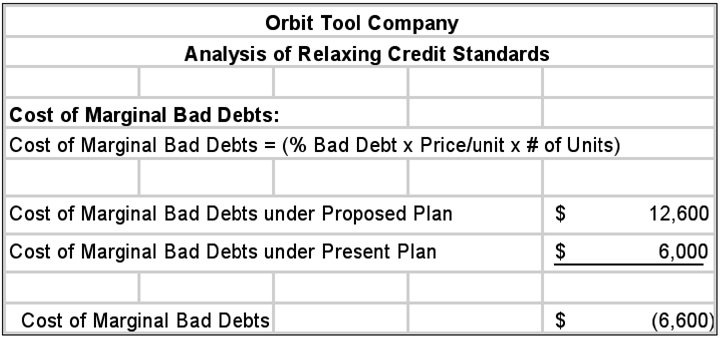 Orbit Tool Company
Analysis of Relaxing Credit Standards
Cost of Marginal Bad Debts:
Cost of Marginal Bad Debts = (% Bad Debt x Price/unit x # of Units)
Cost of Marginal Bad Debts under Proposed Plan $ 12,600
Cost of Marginal Bad Debts under Present Plan $ 6,000
Cost of Marginal Bad Debts $ (6,600)